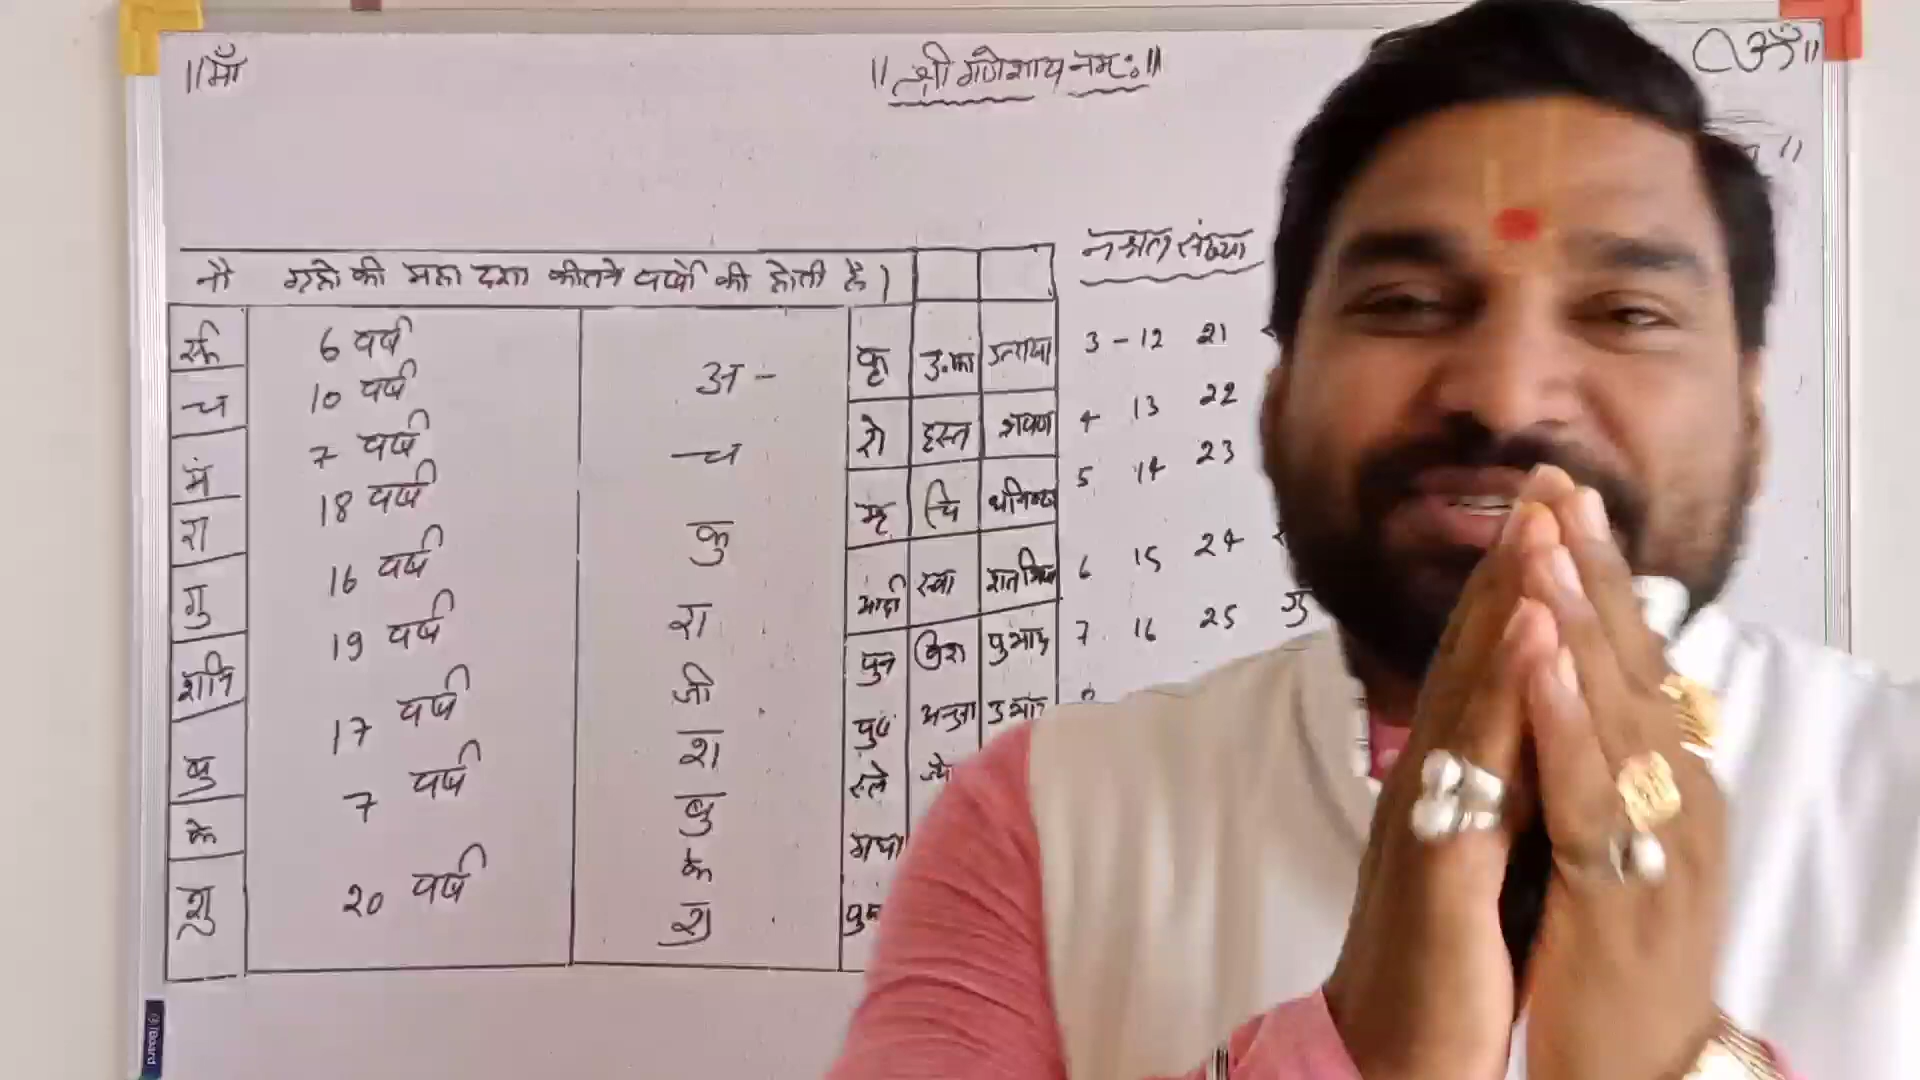 ||माँ
|| श्री गणेशाय नमः ||
ॐ ||
||
नक्षत्र संख्या
नौ ग्रहो की महा दशा कीतने वर्षो की होती है।
सू 6 वर्ष अ - कृ उ.फा उ.षाषा 3 - 12 21
च 10 वर्ष च रो हस्त श्रवण 4 13 22
मं 7 वर्ष कु मृ चि धनिष्ठा 5 14 23
रा 18 वर्ष रा आर्द्रा स्वा शतभिषा 6 15 24
गु 16 वर्ष जी पुन विशा पु भाद्र 7 16 25 गु
शनि 19 वर्ष श पुष्य अनुरा उ भाद्र
बु 17 वर्ष बु श्ले ज्ये
के 7 वर्ष के मघा
शु 20 वर्ष शु
TaBoard